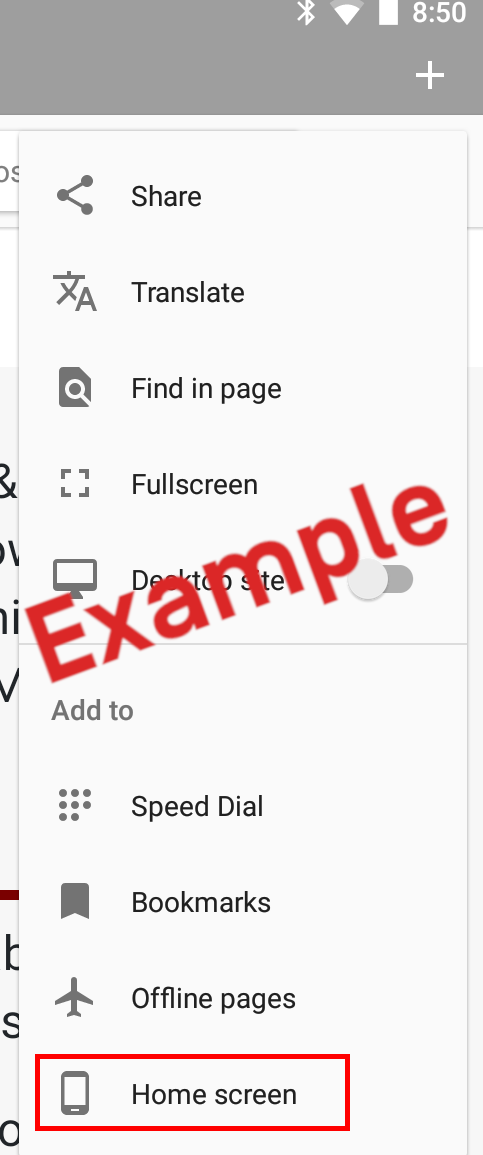 8:50
Share
Translate
Find in page
Fullscreen
Desktop site
Example
Add to
Speed Dial
Bookmarks
Offline pages
Home screen